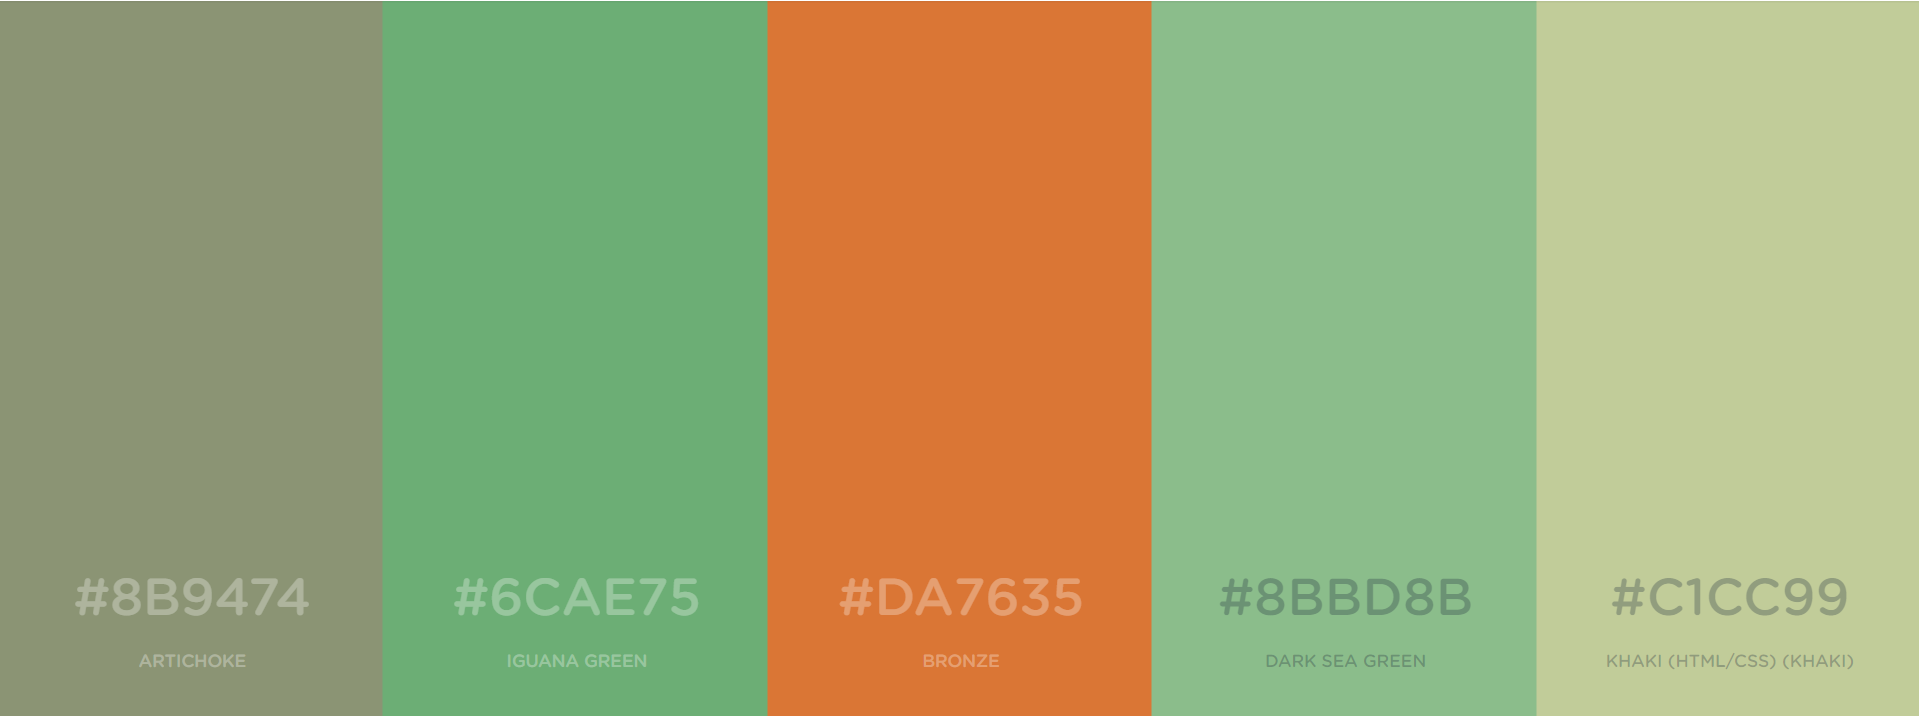 #8B9474
ARTICHOKE
#6CAE75
IGUANA GREEN
#DA7635
BRONZE
#8BBD8B
DARK SEA GREEN
#C1CC99
KHAKI (HTML/CSS) (KHAKI)